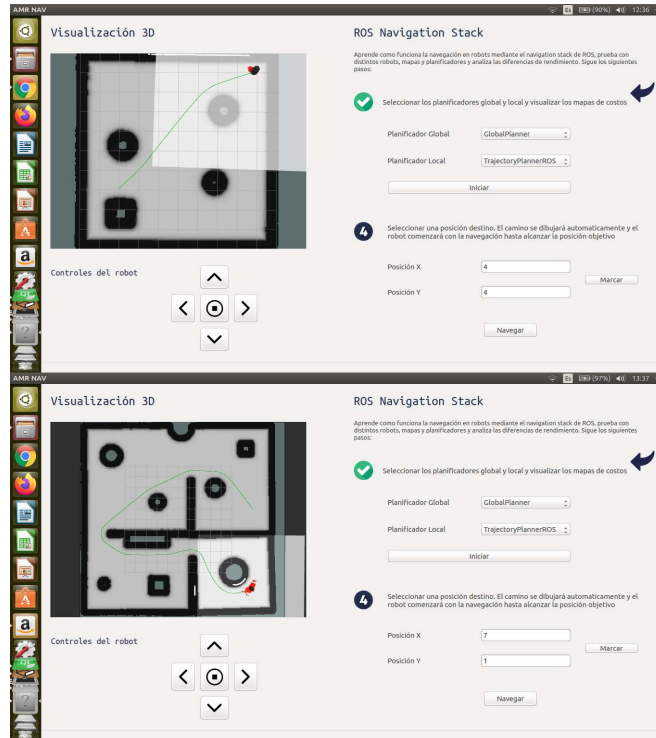 AMR NAV
Es (90%) 12:36
Visualización 3D
ROS Navigation Stack
Aprende como funciona la navegación en robots mediante el navigation stack de ROS, prueba con
distintos robots, mapas y planificadores y analiza las diferencias de rendimiento. Sigue los siguientes
pasos:
Seleccionar los planificadores global y local y visualizar los mapas de costos
Planificador Global
GlobalPlanner
Planificador Local
TrajectoryPlannerROS
Iniciar
4
Seleccionar una posición destino. El camino se dibujará automaticamente y el
robot comenzará con la navegación hasta alcanzar la posición objetivo
Controles del robot
Posición X
4
Marcar
Posición Y
4
Navegar
AMR NAV
Es (97%) 13:37
Visualización 3D
ROS Navigation Stack
Aprende como funciona la navegación en robots mediante el navigation stack de ROS, prueba con
distintos robots, mapas y planificadores y analiza las diferencias de rendimiento. Sigue los siguientes
pasos:
Seleccionar los planificadores global y local y visualizar los mapas de costos
Planificador Global
GlobalPlanner
Planificador Local
TrajectoryPlannerROS
Iniciar
4
Seleccionar una posición destino. El camino se dibujará automaticamente y el
robot comenzará con la navegación hasta alcanzar la posición objetivo
Controles del robot
Posición X
7
Marcar
Posición Y
1
Navegar